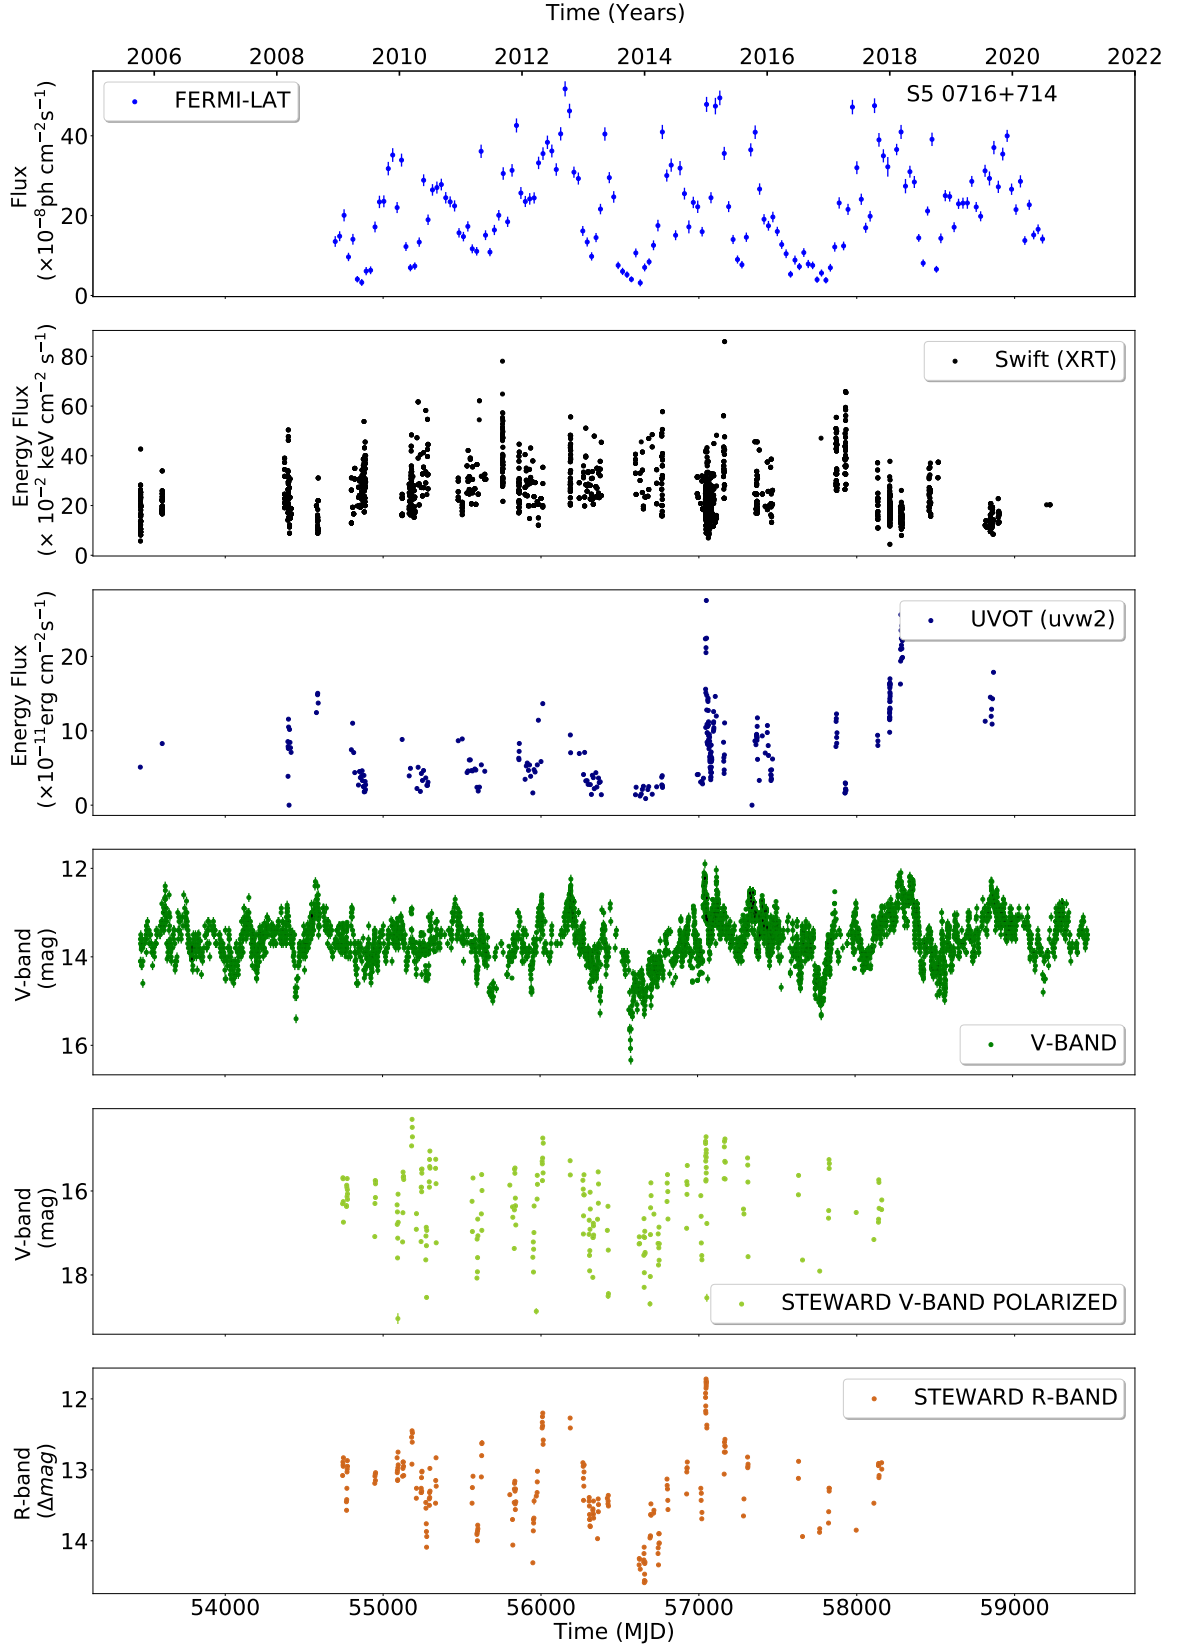 Time (Years)
2006 2008 2010 2012 2014 2016 2018 2020 2022
FERMI-LAT
S5 0716+714
Flux
(×10⁻⁸ph cm⁻²s⁻¹)
40
20
0
Swift (XRT)
Energy Flux
(× 10⁻² keV cm⁻² s⁻¹)
80
60
40
20
0
UVOT (uvw2)
Energy Flux
(×10⁻¹¹erg cm⁻²s⁻¹)
20
10
0
V-band
(mag)
12
14
16
V-BAND
V-band
(mag)
16
18
STEWARD V-BAND POLARIZED
STEWARD R-BAND
R-band
(Δmag)
12
13
14
54000 55000 56000 57000 58000 59000
Time (MJD)